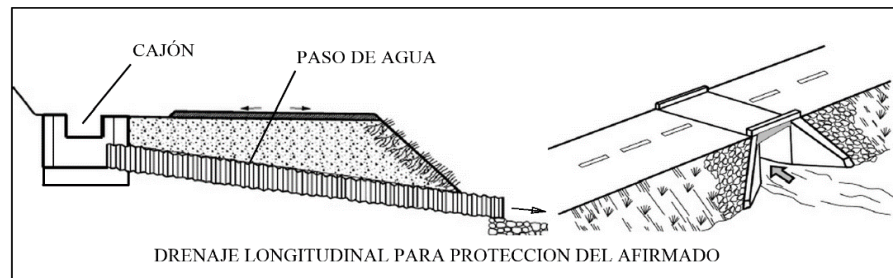 CAJÓN
PASO DE AGUA
DRENAJE LONGITUDINAL PARA PROTECCION DEL AFIRMADO